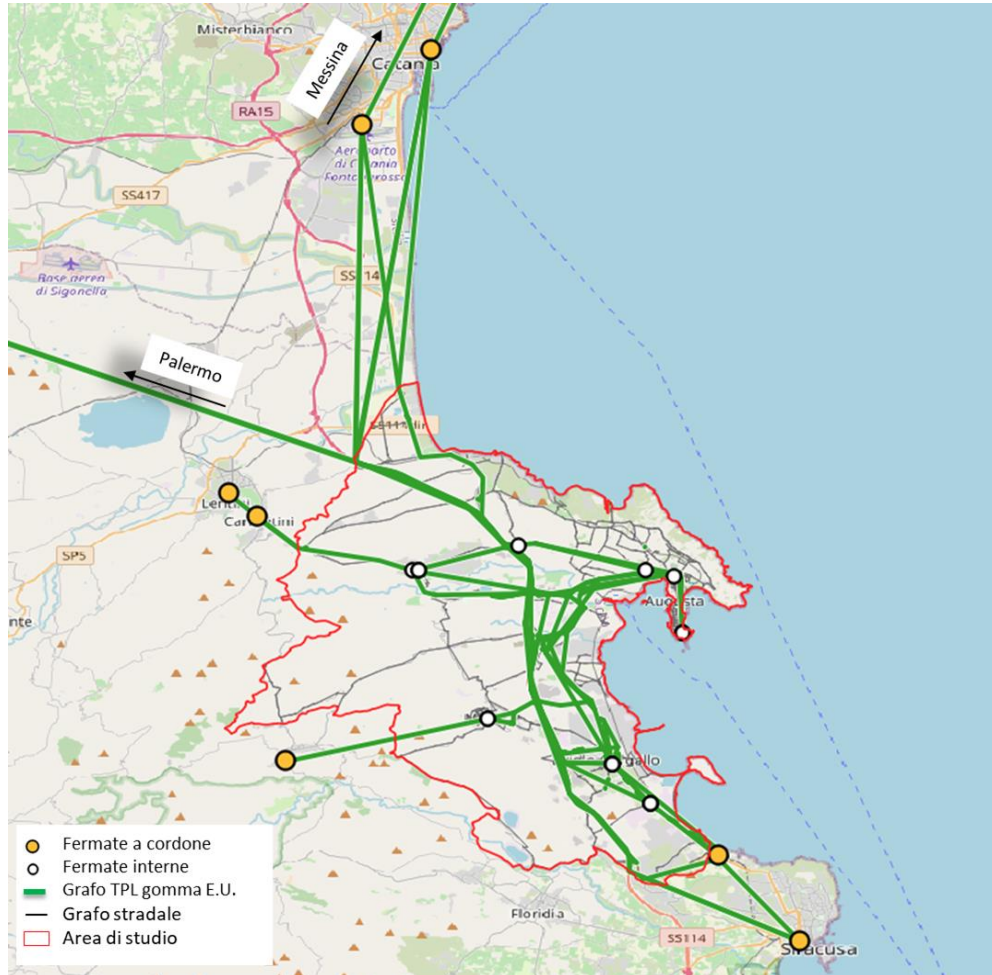 Misterbianco
Messina
Catania
RA15
Aeroporto
di Catania
Fontanarossa
SS417
Base aerea
di Sigonella
SS114
Palermo
Lentini
Carlentini
SP5
Augusta
Floridia
SS114
Siracusa
Fermate a cordone
Fermate interne
Grafo TPL gomma E.U.
Grafo stradale
Area di studio